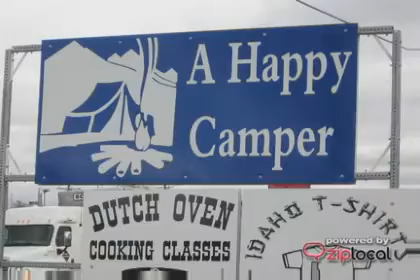 A Happy
Camper
DUTCH OVEN
COOKING CLASSES
IDAHO T-SHIRT
powered by
ziplocal